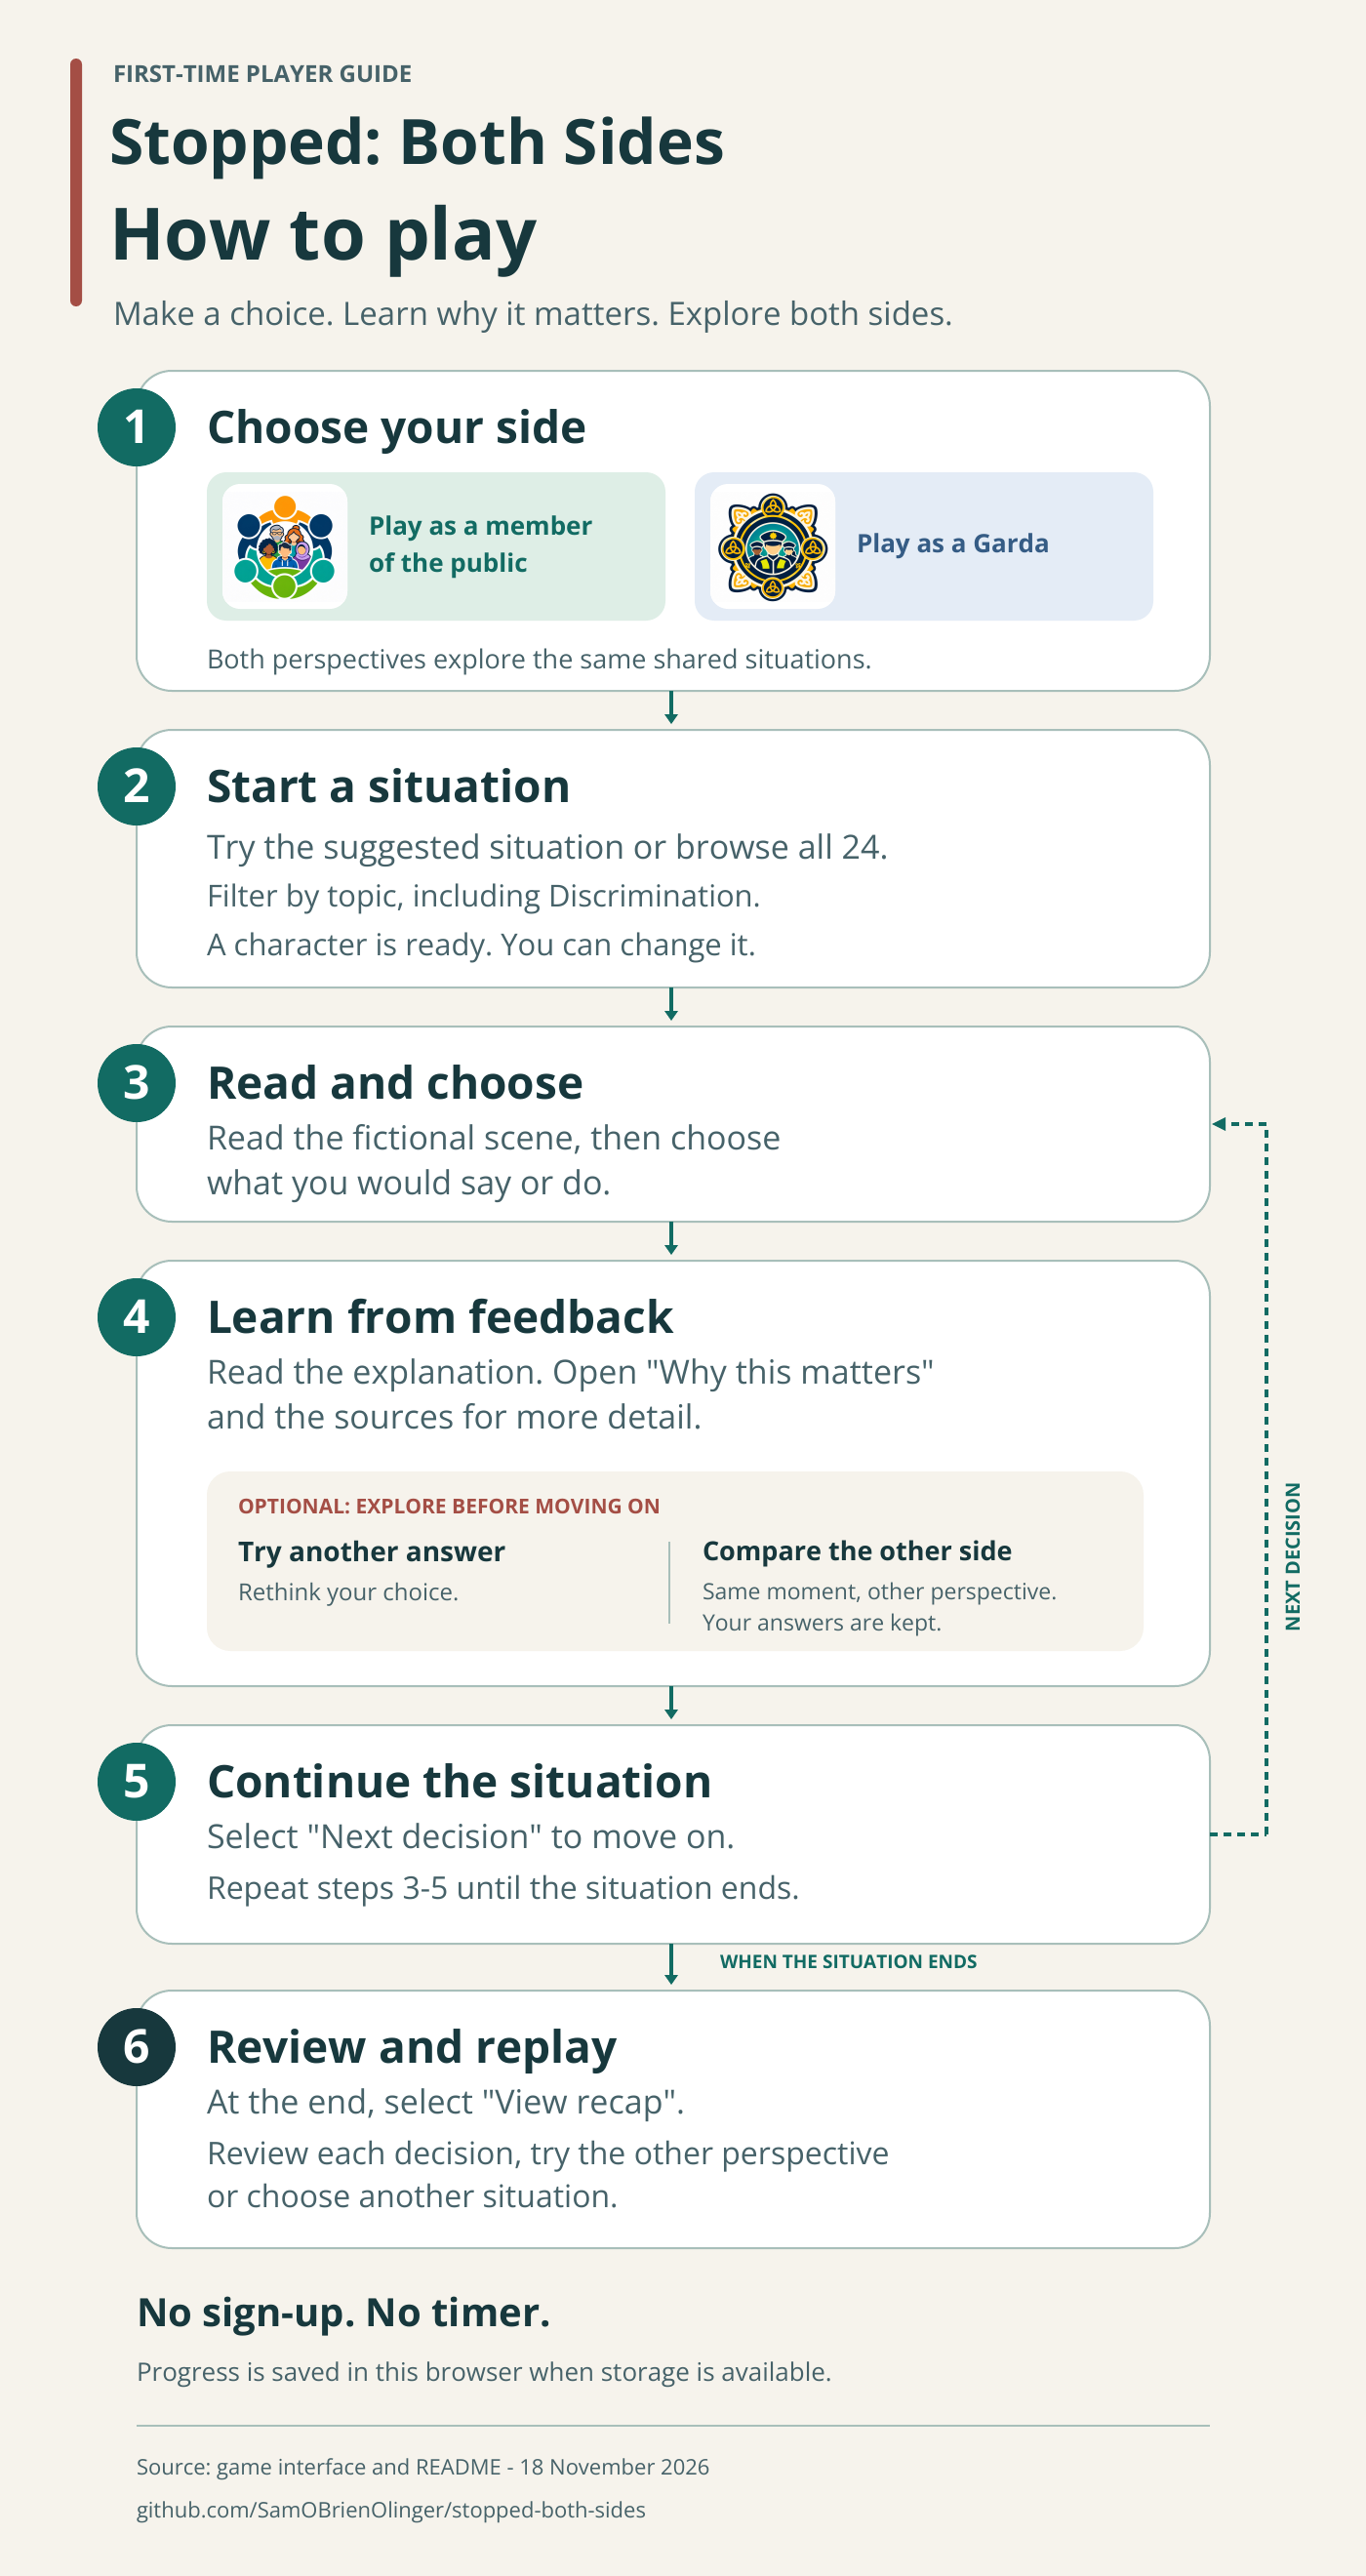 FIRST-TIME PLAYER GUIDE
Stopped: Both Sides
How to play
Make a choice. Learn why it matters. Explore both sides.
1
Choose your side
Play as a member
of the public
Play as a Garda
Both perspectives explore the same shared situations.
2
Start a situation
Try the suggested situation or browse all 24.
Filter by topic, including Discrimination.
A character is ready. You can change it.
3
Read and choose
Read the fictional scene, then choose
what you would say or do.
4
Learn from feedback
Read the explanation. Open "Why this matters"
and the sources for more detail.
OPTIONAL: EXPLORE BEFORE MOVING ON
Try another answer
Rethink your choice.
Compare the other side
Same moment, other perspective.
Your answers are kept.
NEXT DECISION
5
Continue the situation
Select "Next decision" to move on.
Repeat steps 3-5 until the situation ends.
WHEN THE SITUATION ENDS
6
Review and replay
At the end, select "View recap".
Review each decision, try the other perspective
or choose another situation.
No sign-up. No timer.
Progress is saved in this browser when storage is available.
Source: game interface and README - 18 November 2026
github.com/SamOBrienOlinger/stopped-both-sides